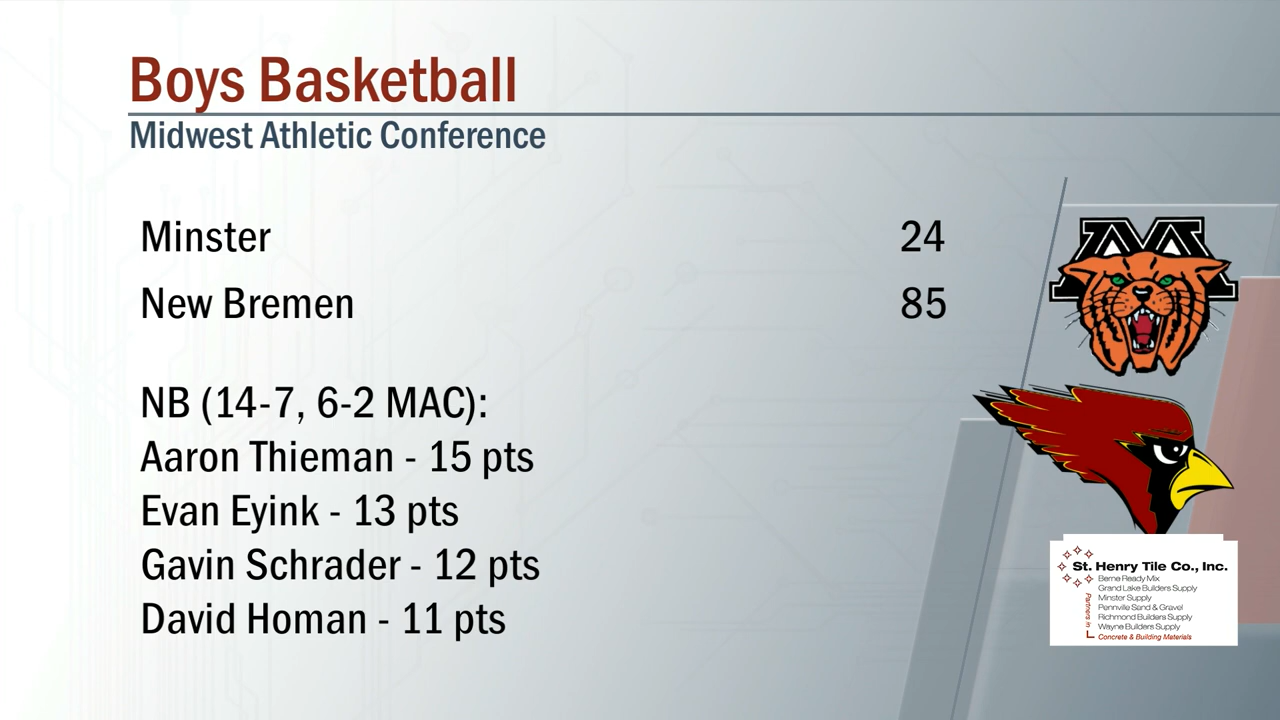 Boys Basketball
Midwest Athletic Conference
Minster 24
New Bremen 85
NB (14-7, 6-2 MAC):
Aaron Thieman - 15 pts
Evan Eyink - 13 pts
Gavin Schrader - 12 pts
David Homan - 11 pts
M
St. Henry Tile Co., Inc.
Berne Ready Mix
Grand Lake Builders Supply
Minster Supply
Pennville Sand & Gravel
Richmond Builders Supply
Wayne Builders Supply
Partners in
Concrete & Building Materials